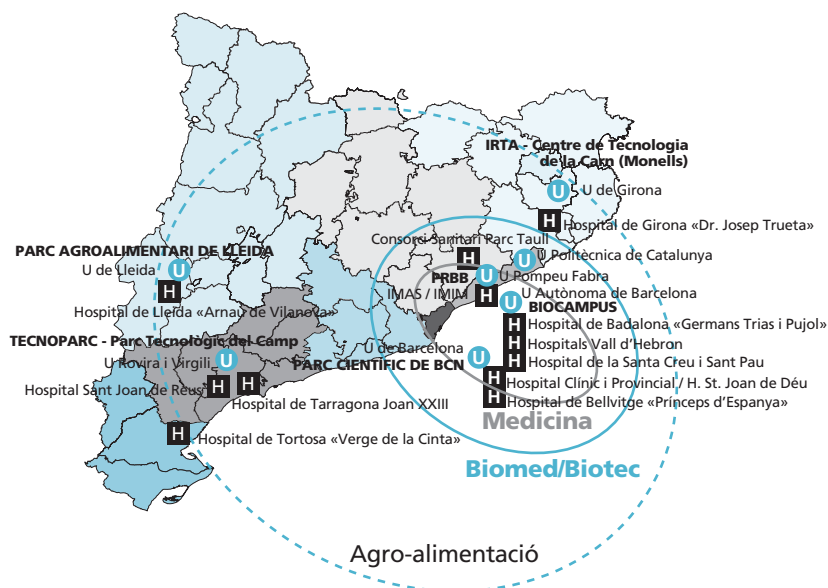 IRTA - Centre de Tecnologia
de la Carn (Monells)
U
U de Girona
H
Hospital de Girona «Dr. Josep Trueta»
Consorci Sanitari Parc Taulí
H
U
U Politècnica de Catalunya
PARC AGROALIMENTARI DE LLEIDA
U de Lleida
U
H
Hospital de Lleida «Arnau de Vilanova»
PRBB
U
U Pompeu Fabra
IMAS / IMIM
H
U
U Autònoma de Barcelona
BIOCAMPUS
H
Hospital de Badalona «Germans Trias i Pujol»
H
Hospitals Vall d'Hebron
H
Hospital de la Santa Creu i Sant Pau
TECNOPARC - Parc Tecnològic del Camp
U Rovira i Virgili
U
U de Barcelona
U
PARC CIENTÍFIC DE BCN
Hospital Sant Joan de Reus
H
H
Hospital de Tarragona Joan XXIII
H
Hospital Clínic i Provincial / H. St. Joan de Déu
H
Hospital de Bellvitge «Prínceps d'Espanya»
H
Hospital de Tortosa «Verge de la Cinta»
Medicina
Biomed/Biotec
Agro-alimentació